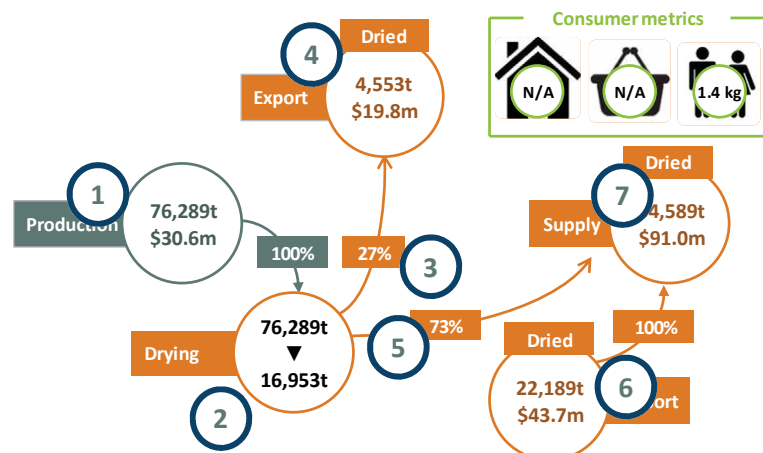 Consumer metrics
N/A
N/A
1.4 kg
4
Dried
Export
4,553t
$19.8m
1
Production
76,289t
$30.6m
100%
27%
3
7
Dried
Supply
4,589t
$91.0m
Drying
76,289t
▼
16,953t
2
5
73%
100%
Dried
22,189t
$43.7m
6